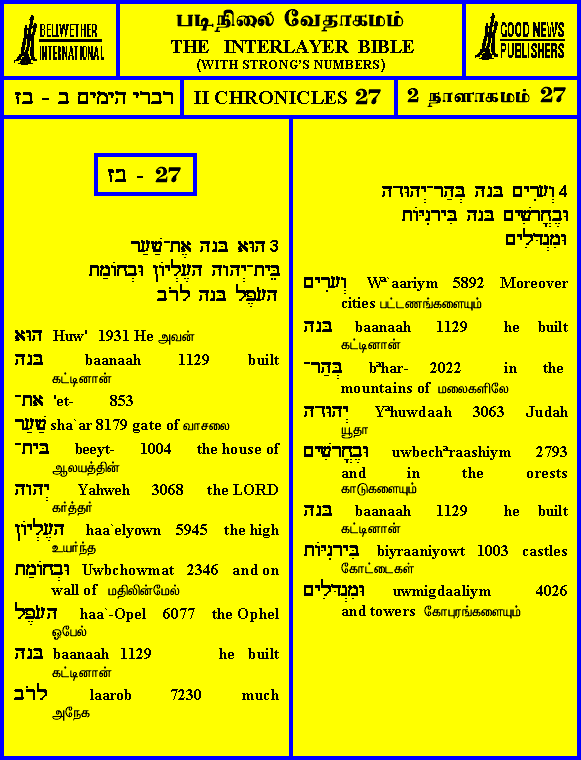 BELLWETHER
INTERNATIONAL
படிநிலை வேதாகமம்
THE INTERLAYER BIBLE
(WITH STRONG'S NUMBERS)
GOOD NEWS
PUBLISHERS
דברי הימים ב - כז
II CHRONICLES 27
2 நாளாகமம் 27
כז - 27
3 הוּא בָּנָה אֶת־שַׁעַר
בֵּית־יְהוָה הָעֶלְיוֹן וּבְחוֹמַת
הָעֹפֶל בָּנָה לָרֹב
הוּא Huw' 1931 He அவன்
בָּנָה baanaah 1129 built
கட்டினான்
אֶת־ 'et- 853
שַׁעַר sha`ar 8179 gate of வாசலை
בֵּית־ beeyt- 1004 the house of
ஆலயத்தின்
יְהוָה Yahweh 3068 the LORD
கர்த்தர்
הָעֶלְיוֹן haa`elyown 5945 the high
உயர்ந்த
וּבְחוֹמַת Uwbchowmat 2346 and on
wall of மதிலின்மேல்
הָעֹפֶל haa`-Opel 6077 the Ophel
ஒபேல்
בָּנָה baanaah 1129 he built
கட்டினான்
לָרֹב laarob 7230 much
அநேக
4 וְעָרִים בָּנָה בְּהַר־יְהוּדָה
וּבֶחֳרָשִׁים בָּנָה בִּירָנִיּוֹת
וּמִגְדָּלִים
וְעָרִים Wª`aariym 5892 Moreover
cities பட்டணங்களையும்
בָּנָה baanaah 1129 he built
கட்டினான்
בְּהַר־ bªhar- 2022 in the
mountains of மலைகளிலே
יְהוּדָה Yªhuwdaah 3063 Judah
யூதா
וּבֶחֳרָשִׁים uwbechªraashiym 2793
and in the orests
காடுகளையும்
בָּנָה baanaah 1129 he built
கட்டினான்
בִּירָנִיּוֹת biyraaniyowt 1003 castles
கோட்டைகள்
וּמִגְדָּלִים uwmigdaaliym 4026
and towers கோபுரங்களையும்